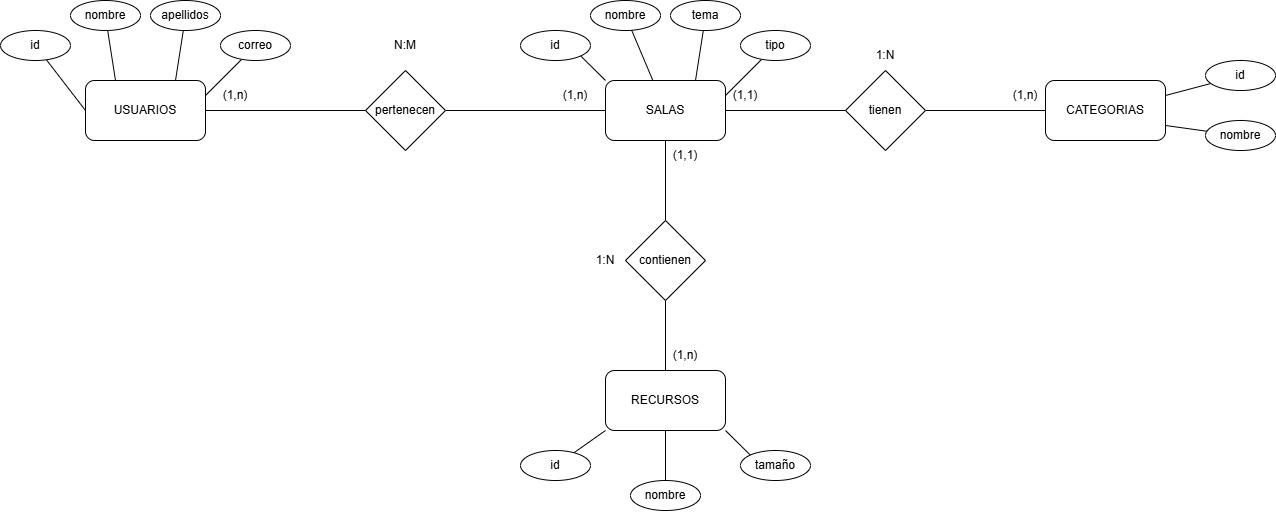 nombre
apellidos
id
correo
N:M
nombre
tema
id
tipo
1:N
id
USUARIOS
(1,n)
pertenecen
(1,n)
SALAS
(1,1)
tienen
(1,n)
CATEGORIAS
nombre
(1,1)
1:N
contienen
(1,n)
RECURSOS
id
tamaño
nombre